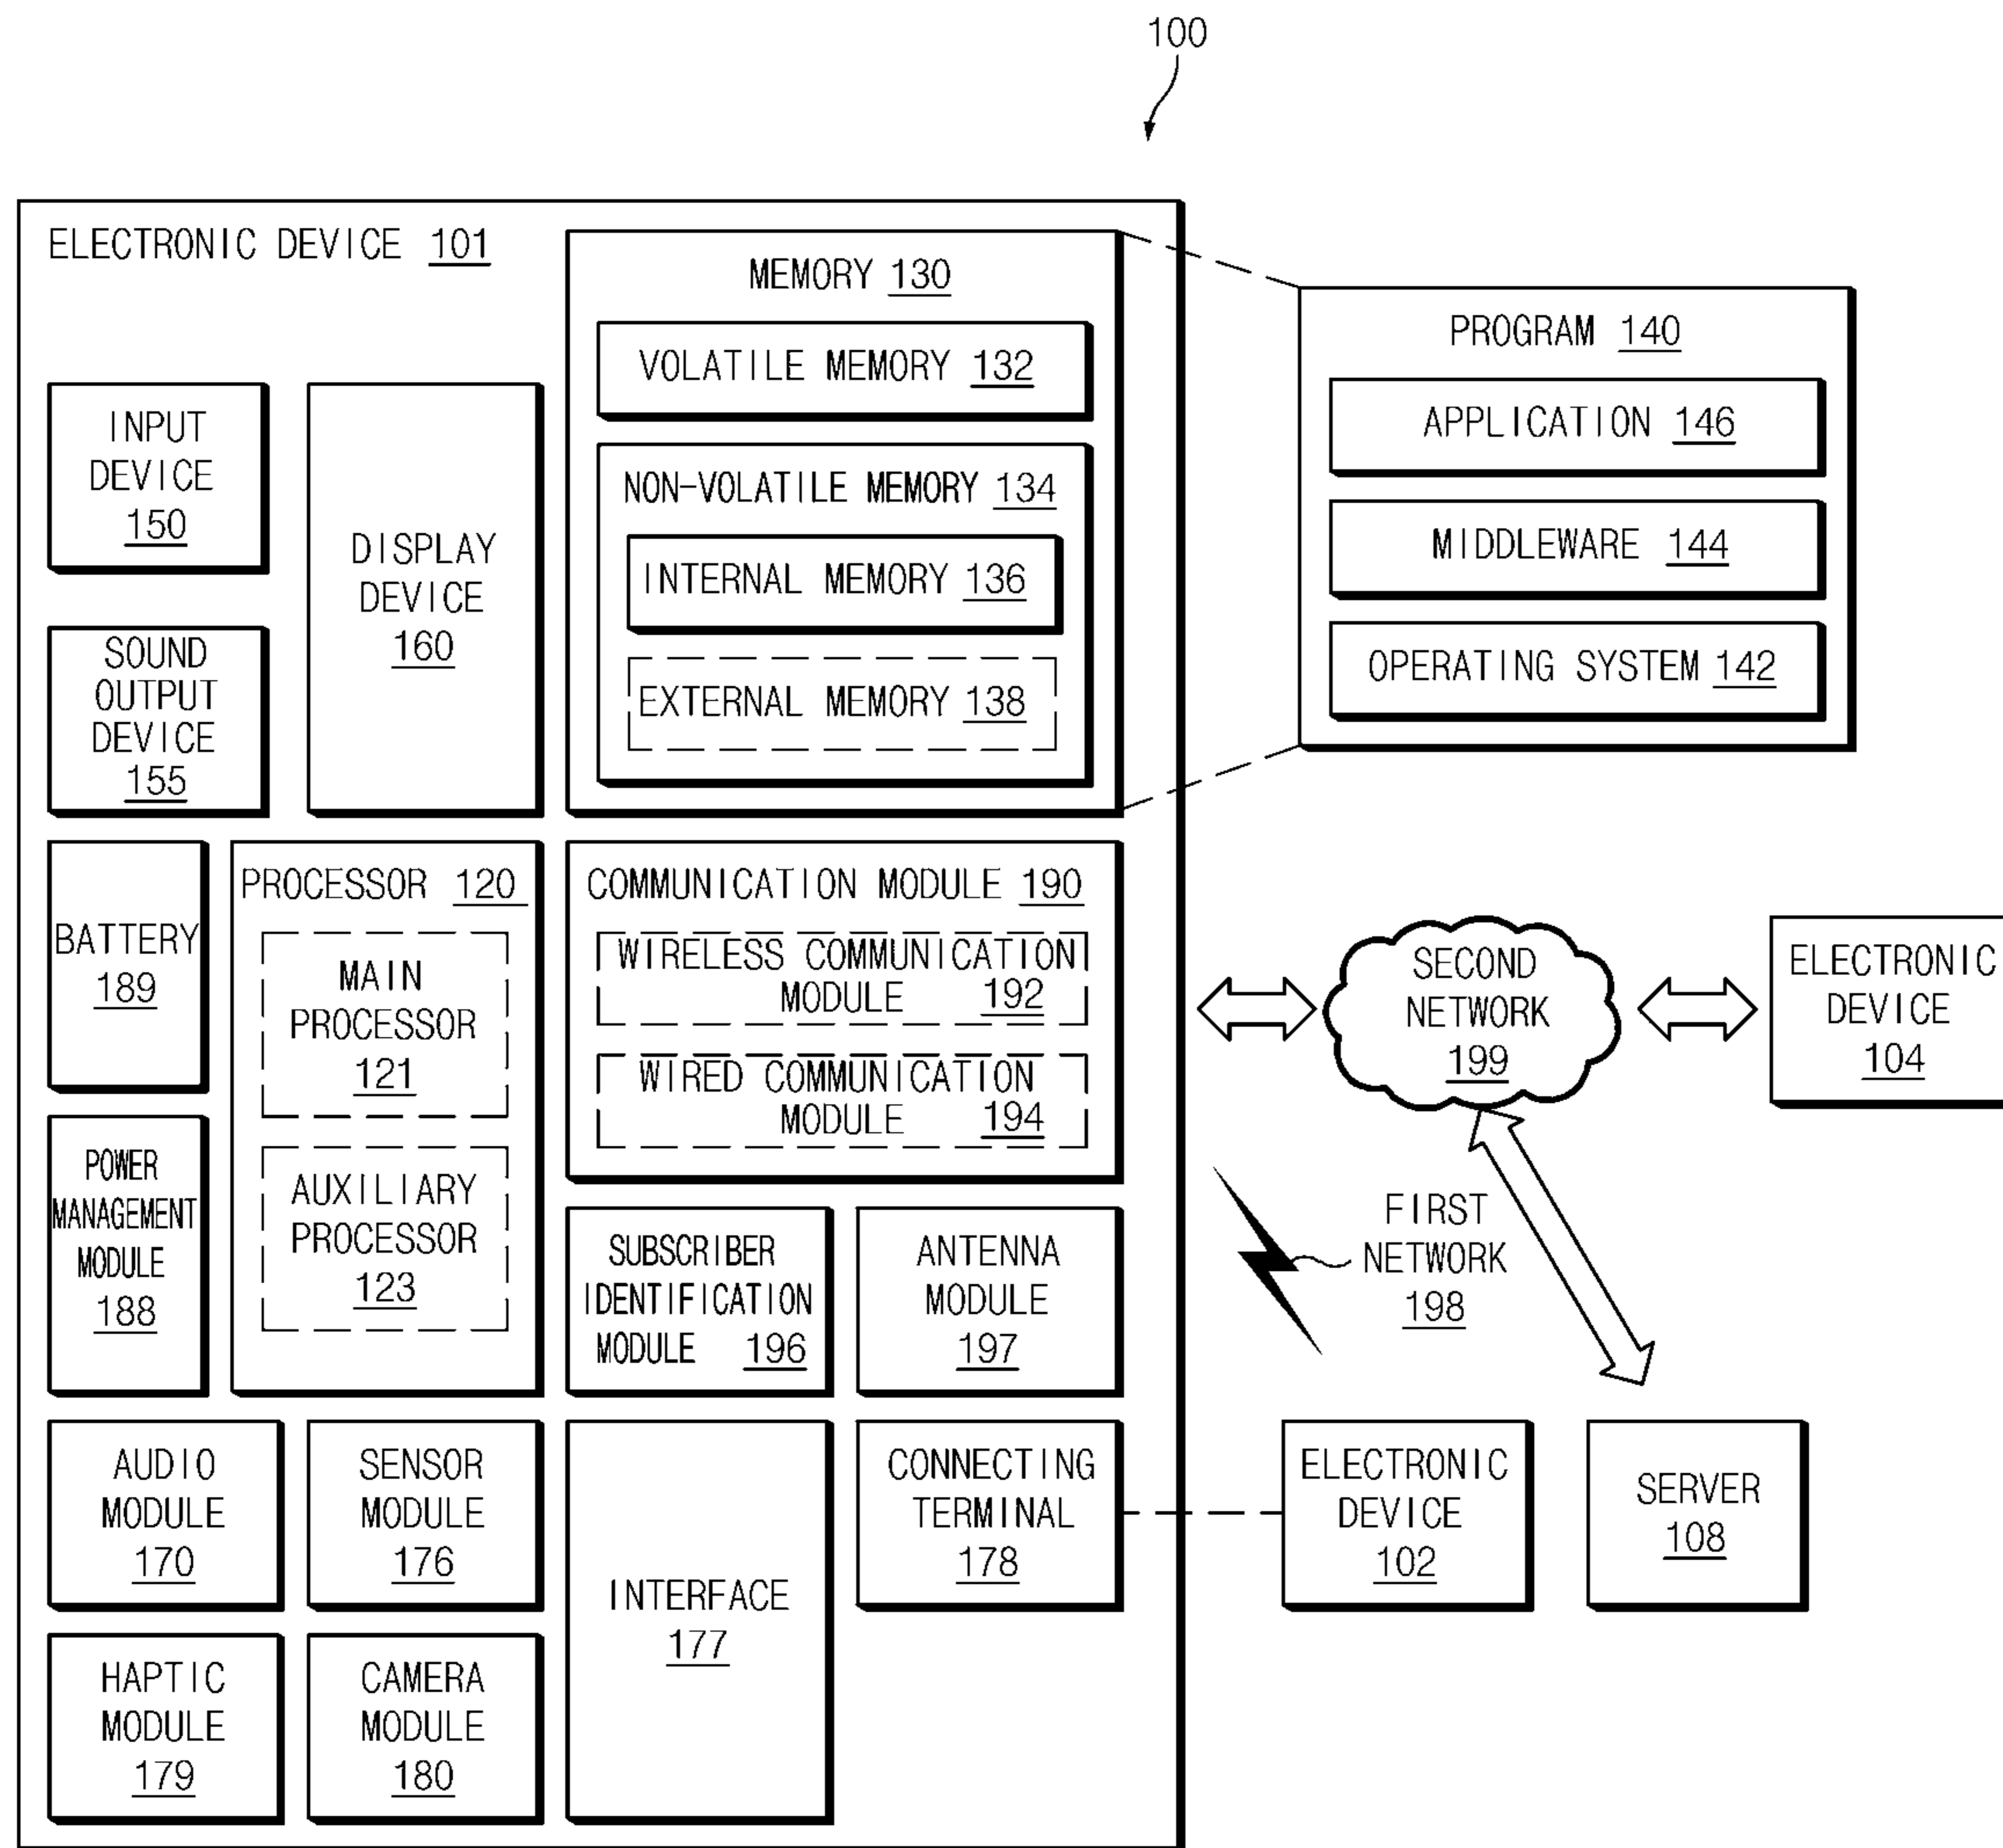 100
ELECTRONIC DEVICE 101
MEMORY 130
VOLATILE MEMORY 132
NON-VOLATILE MEMORY 134
INTERNAL MEMORY 136
EXTERNAL MEMORY 138
PROGRAM 140
APPLICATION 146
MIDDLEWARE 144
OPERATING SYSTEM 142
INPUT
DEVICE
150
DISPLAY
DEVICE
160
SOUND
OUTPUT
DEVICE
155
BATTERY
189
POWER
MANAGEMENT
MODULE
188
PROCESSOR 120
MAIN
PROCESSOR
121
AUXILIARY
PROCESSOR
123
COMMUNICATION MODULE 190
WIRELESS COMMUNICATION
MODULE 192
WIRED COMMUNICATION
MODULE 194
SUBSCRIBER
IDENTIFICATION
MODULE 196
ANTENNA
MODULE
197
SECOND
NETWORK
199
ELECTRONIC
DEVICE
104
FIRST
NETWORK
198
AUDIO
MODULE
170
SENSOR
MODULE
176
INTERFACE
177
CONNECTING
TERMINAL
178
ELECTRONIC
DEVICE
102
SERVER
108
HAPTIC
MODULE
179
CAMERA
MODULE
180